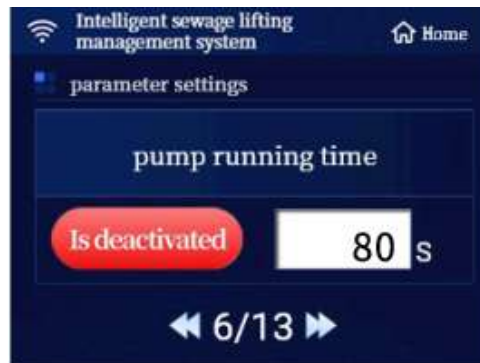 Intelligent sewage lifting
management system
Home
parameter settings
pump running time
Is deactivated
80 s
6/13